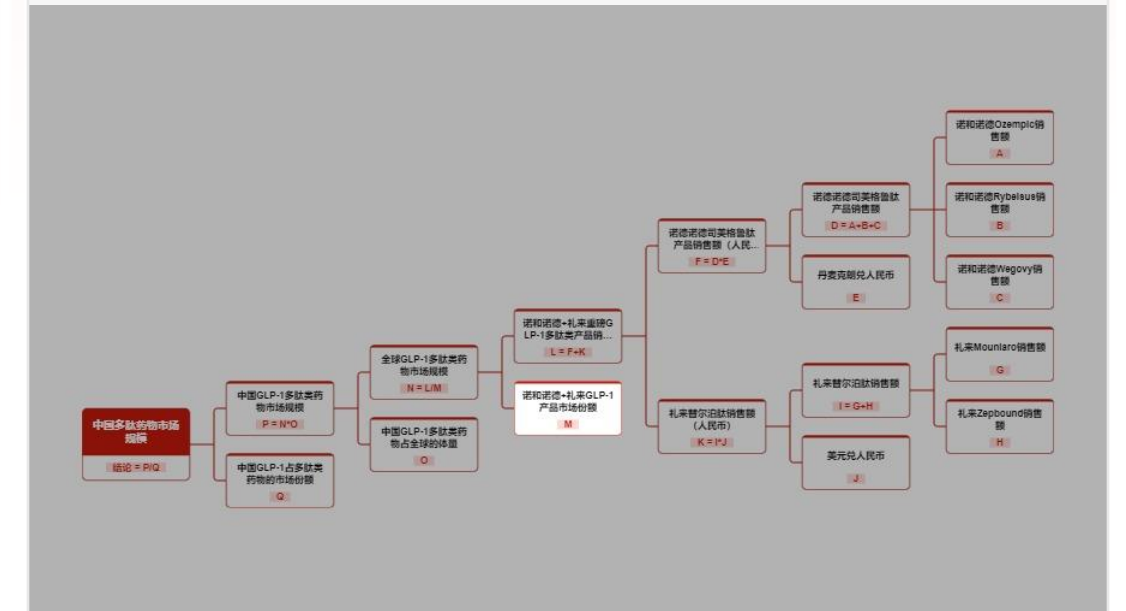 中国多肽药物市场
规模
结论 = P/Q
中国GLP-1多肽类药
物市场规模
P = N*O
中国GLP-1占多肽类
药物的市场份额
Q
全球GLP-1多肽类药
物市场规模
N = L/M
中国GLP-1多肽类药
物占全球的体量
O
诺和诺德+礼来重磅G
LP-1多肽类产品销...
L = F+K
诺和诺德+礼来GLP-1
产品市场份额
M
诺德诺德司美格鲁肽
产品销售额（人民...
F = D*E
礼来替尔泊肽销售额
（人民币）
K = I*J
诺德诺德司美格鲁肽
产品销售额
D = A+B+C
丹麦克朗兑人民币
E
礼来替尔泊肽销售额
I = G+H
美元兑人民币
J
诺和诺德Ozempic销
售额
A
诺和诺德Rybelsus销
售额
B
诺和诺德Wegovy销
售额
C
礼来Mounjaro销售额
G
礼来Zepbound销售
额
H